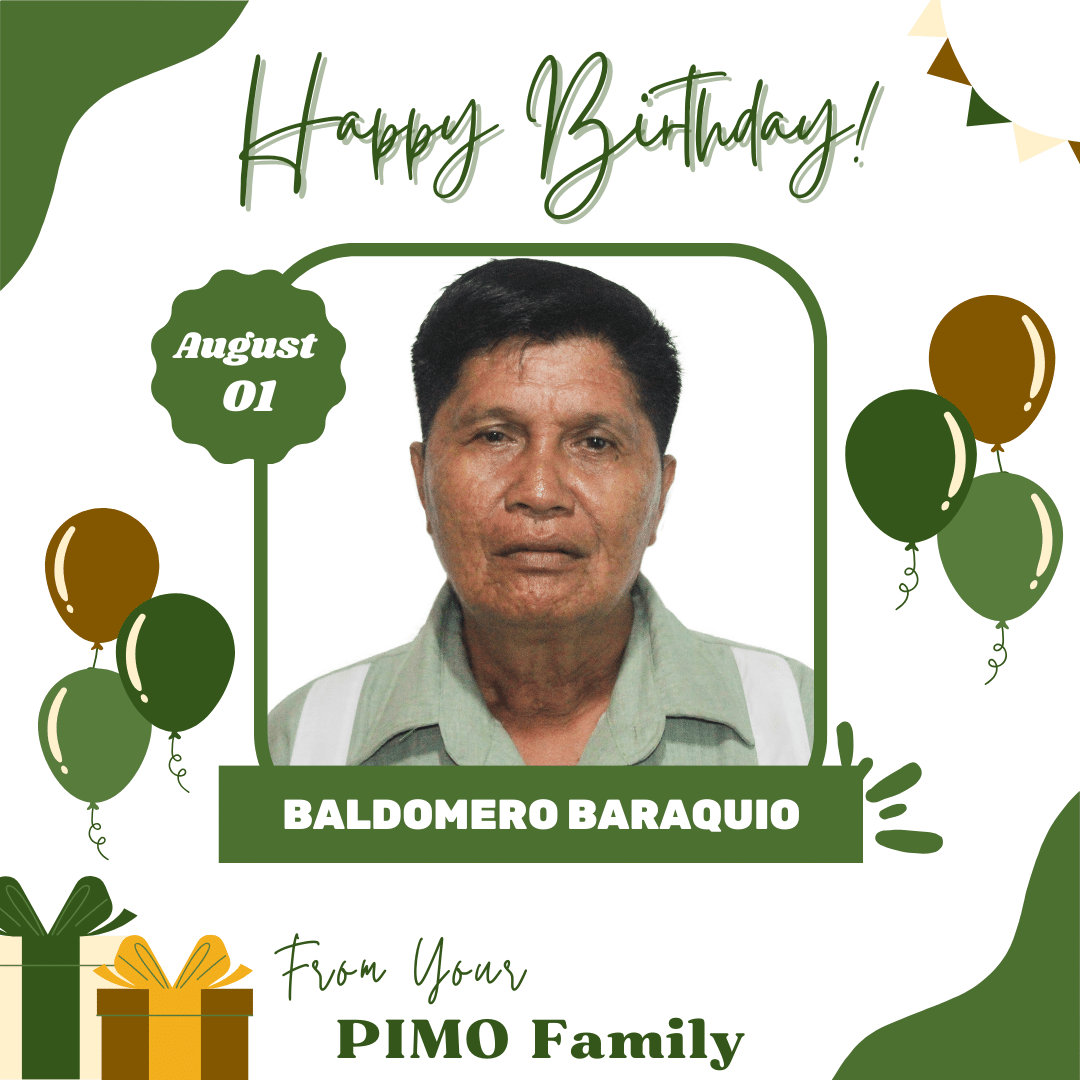 Happy Birthday!
August
01
BALDOMERO BARAQUIO
From Your
PIMO Family